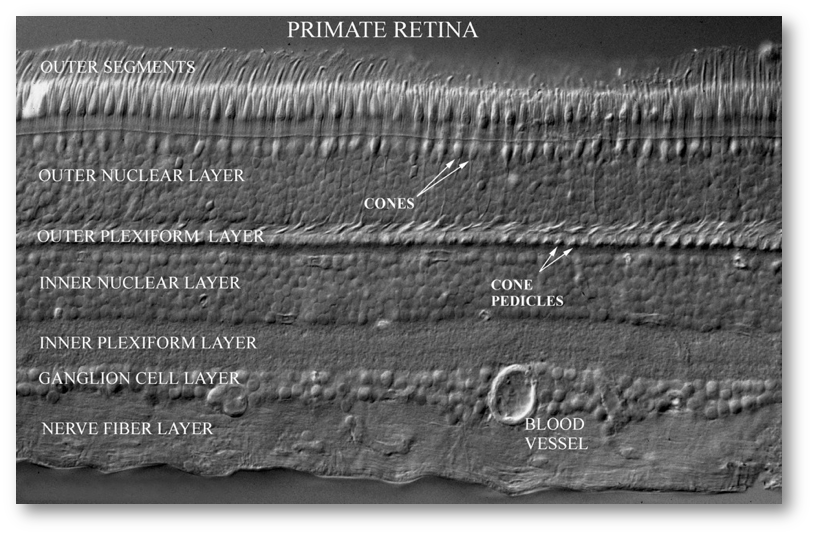 PRIMATE RETINA
OUTER SEGMENTS
OUTER NUCLEAR LAYER
CONES
OUTER PLEXIFORM LAYER
INNER NUCLEAR LAYER
CONE
PEDICLES
INNER PLEXIFORM LAYER
GANGLION CELL LAYER
NERVE FIBER LAYER
BLOOD
VESSEL